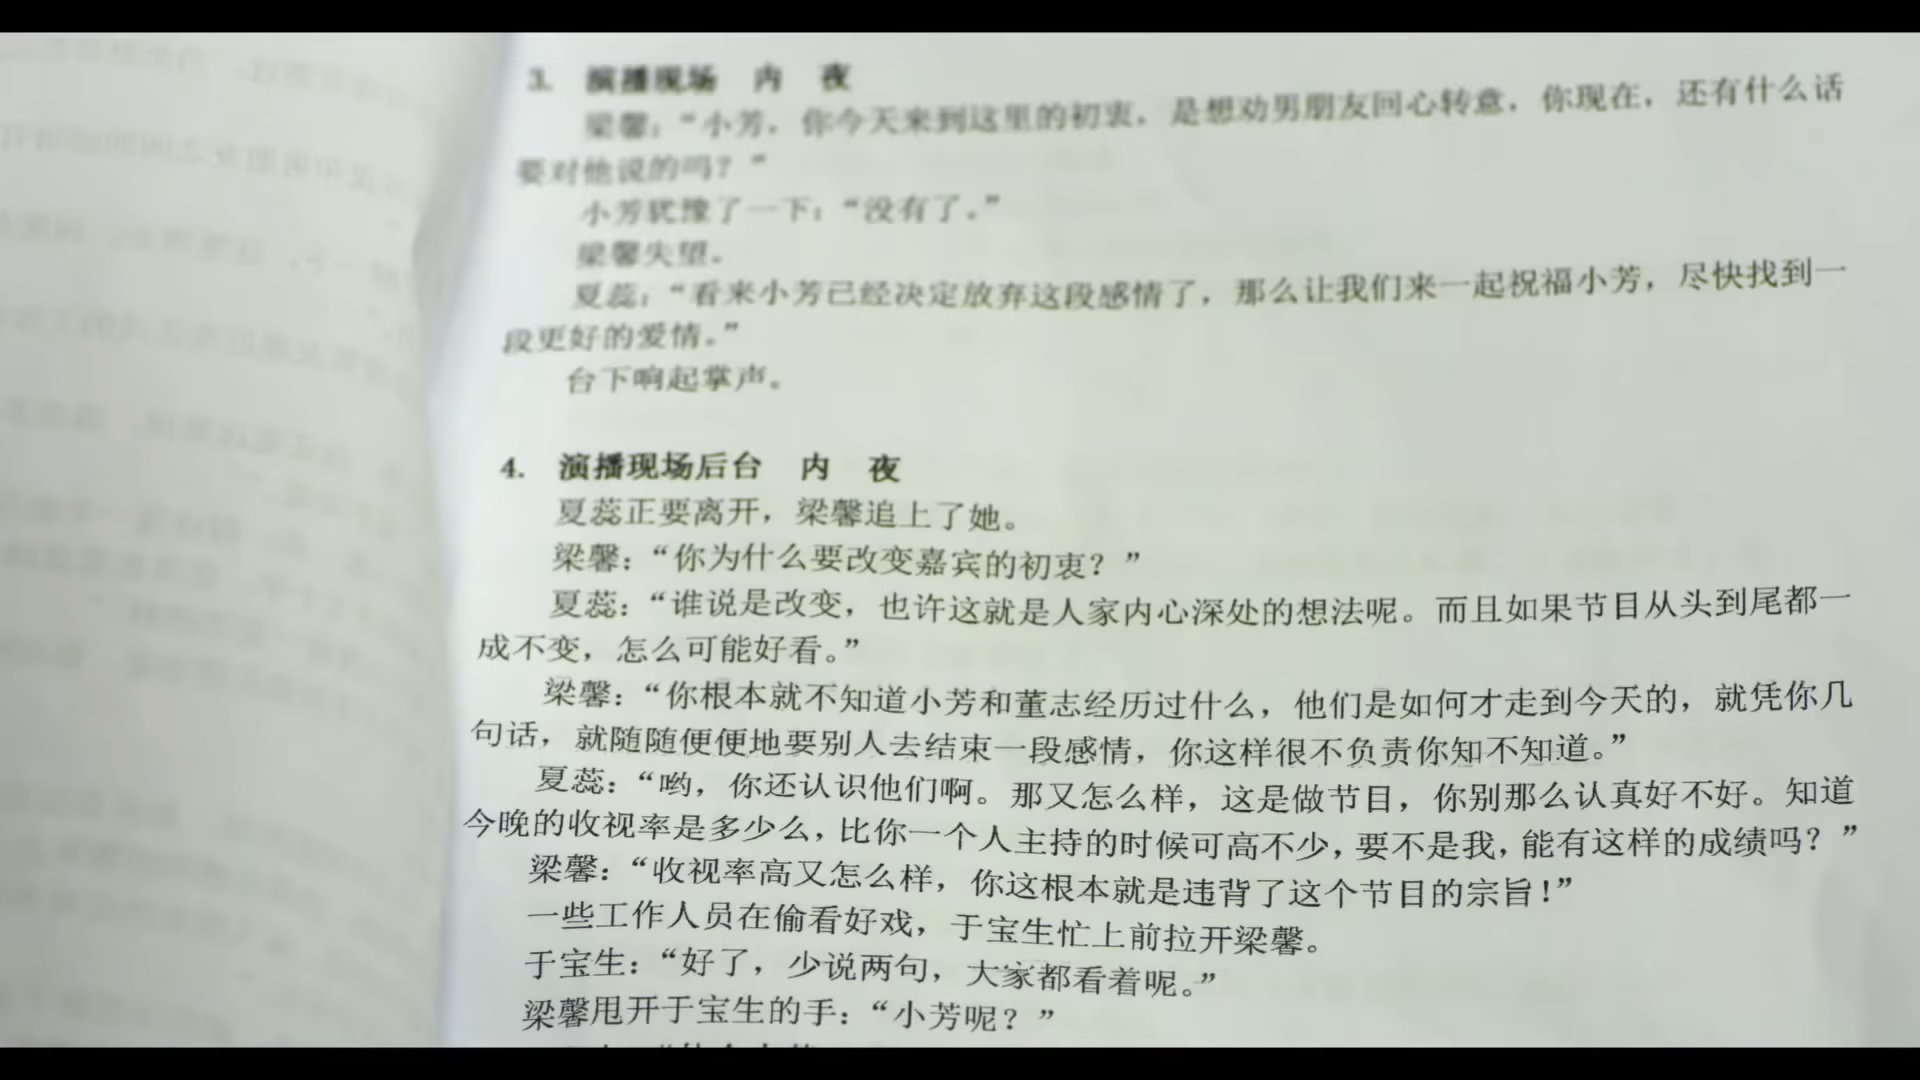 3. 演播现场 内 夜
梁馨：“小芳，你今天来到这里的初衷，是想劝男朋友回心转意，你现在，还有什么话
要对他说的吗？”
小芳犹豫了一下：“没有了。”
梁馨失望。
夏蕊：“看来小芳已经决定放弃这段感情了，那么让我们来一起祝福小芳，尽快找到一
段更好的爱情。”
台下响起掌声。
4. 演播现场后台 内 夜
夏蕊正要离开，梁馨追上了她。
梁馨：“你为什么要改变嘉宾的初衷？”
夏蕊：“谁说是改变，也许这就是人家内心深处的想法呢。而且如果节目从头到尾都一
成不变，怎么可能好看。”
梁馨：“你根本就不知道小芳和董志经历过什么，他们是如何才走到今天的，就凭你几
句话，就随随便便地要别人去结束一段感情，你这样很不负责你知不知道。”
夏蕊：“哟，你还认识他们啊。那又怎么样，这是做节目，你别那么认真好不好。知道
今晚的收视率是多少么，比你一个人主持的时候可高不少，要不是我，能有这样的成绩吗？”
梁馨：“收视率高又怎么样，你这根本就是违背了这个节目的宗旨！”
一些工作人员在偷看好戏，于宝生忙上前拉开梁馨。
于宝生：“好了，少说两句，大家都看着呢。”
梁馨甩开于宝生的手：“小芳呢？”